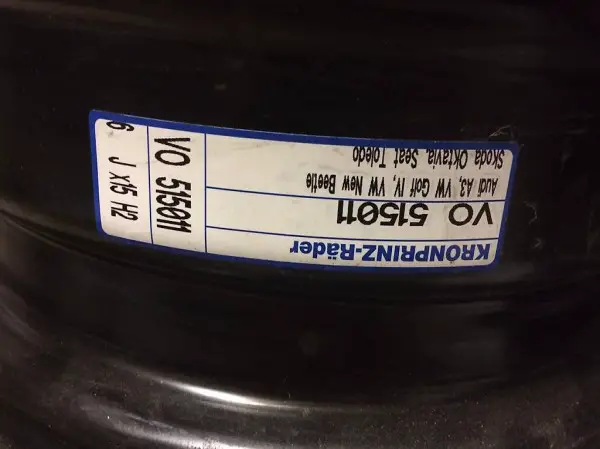 KRONPRINZ-Räder
VO 515011
Audi A3, VW Golf IV, VW New Beetle
Skoda Oktavia, Seat Toledo
VO 515011
6 J x15 H2